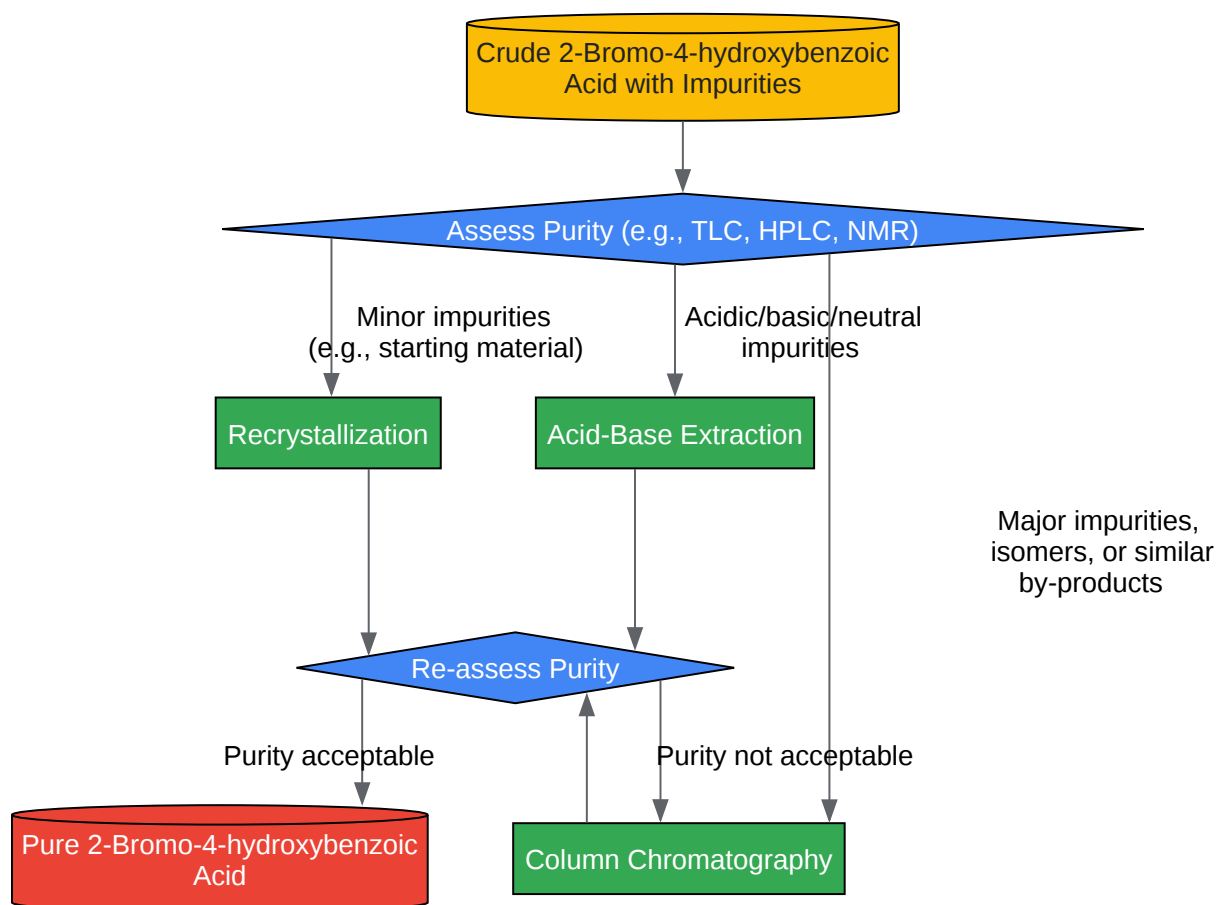 Crude 2-Bromo-4-hydroxybenzoic
Acid with Impurities
Assess Purity (e.g., TLC, HPLC, NMR)
Minor impurities
(e.g., starting material)
Acidic/basic/neutral
impurities
Recrystallization
Acid-Base Extraction
Major impurities,
isomers, or similar
by-products
Re-assess Purity
Purity acceptable
Purity not acceptable
Pure 2-Bromo-4-hydroxybenzoic
Acid
Column Chromatography